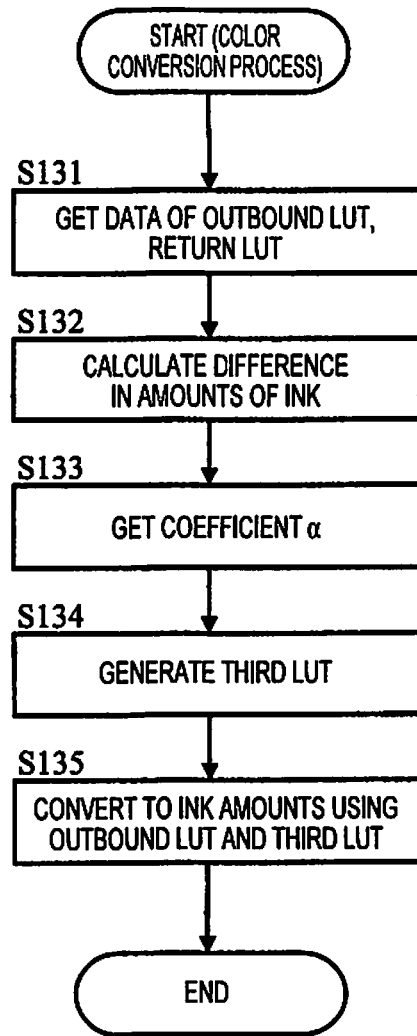 START (COLOR
CONVERSION PROCESS)
S131
GET DATA OF OUTBOUND LUT,
RETURN LUT
S132
CALCULATE DIFFERENCE
IN AMOUNTS OF INK
S133
GET COEFFICIENT α
S134
GENERATE THIRD LUT
S135
CONVERT TO INK AMOUNTS USING
OUTBOUND LUT AND THIRD LUT
END